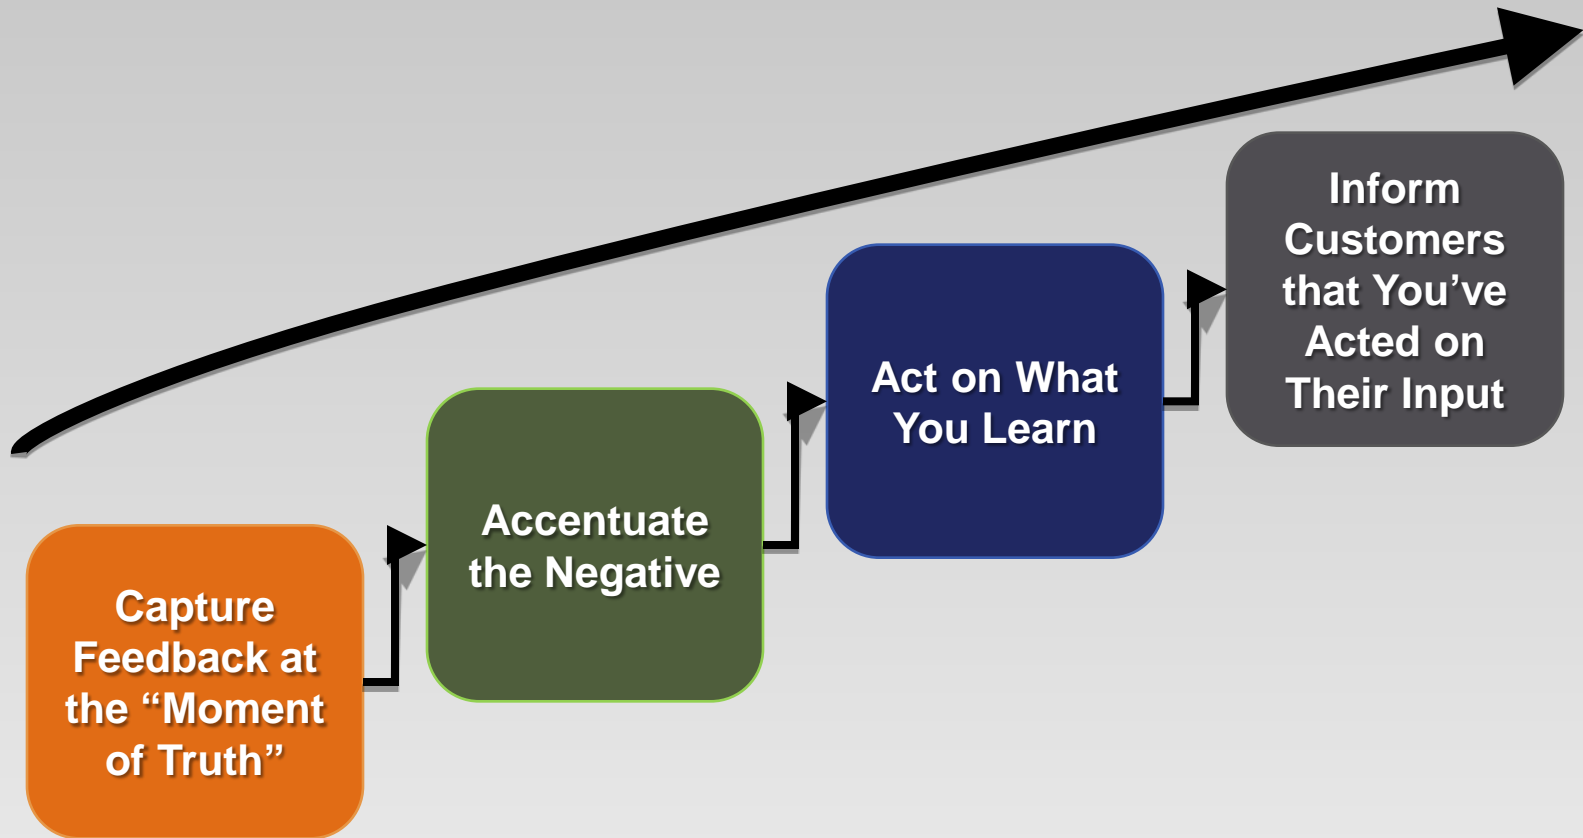 Capture
Feedback at
the “Moment
of Truth”
Accentuate
the Negative
Act on What
You Learn
Inform
Customers
that You’ve
Acted on
Their Input